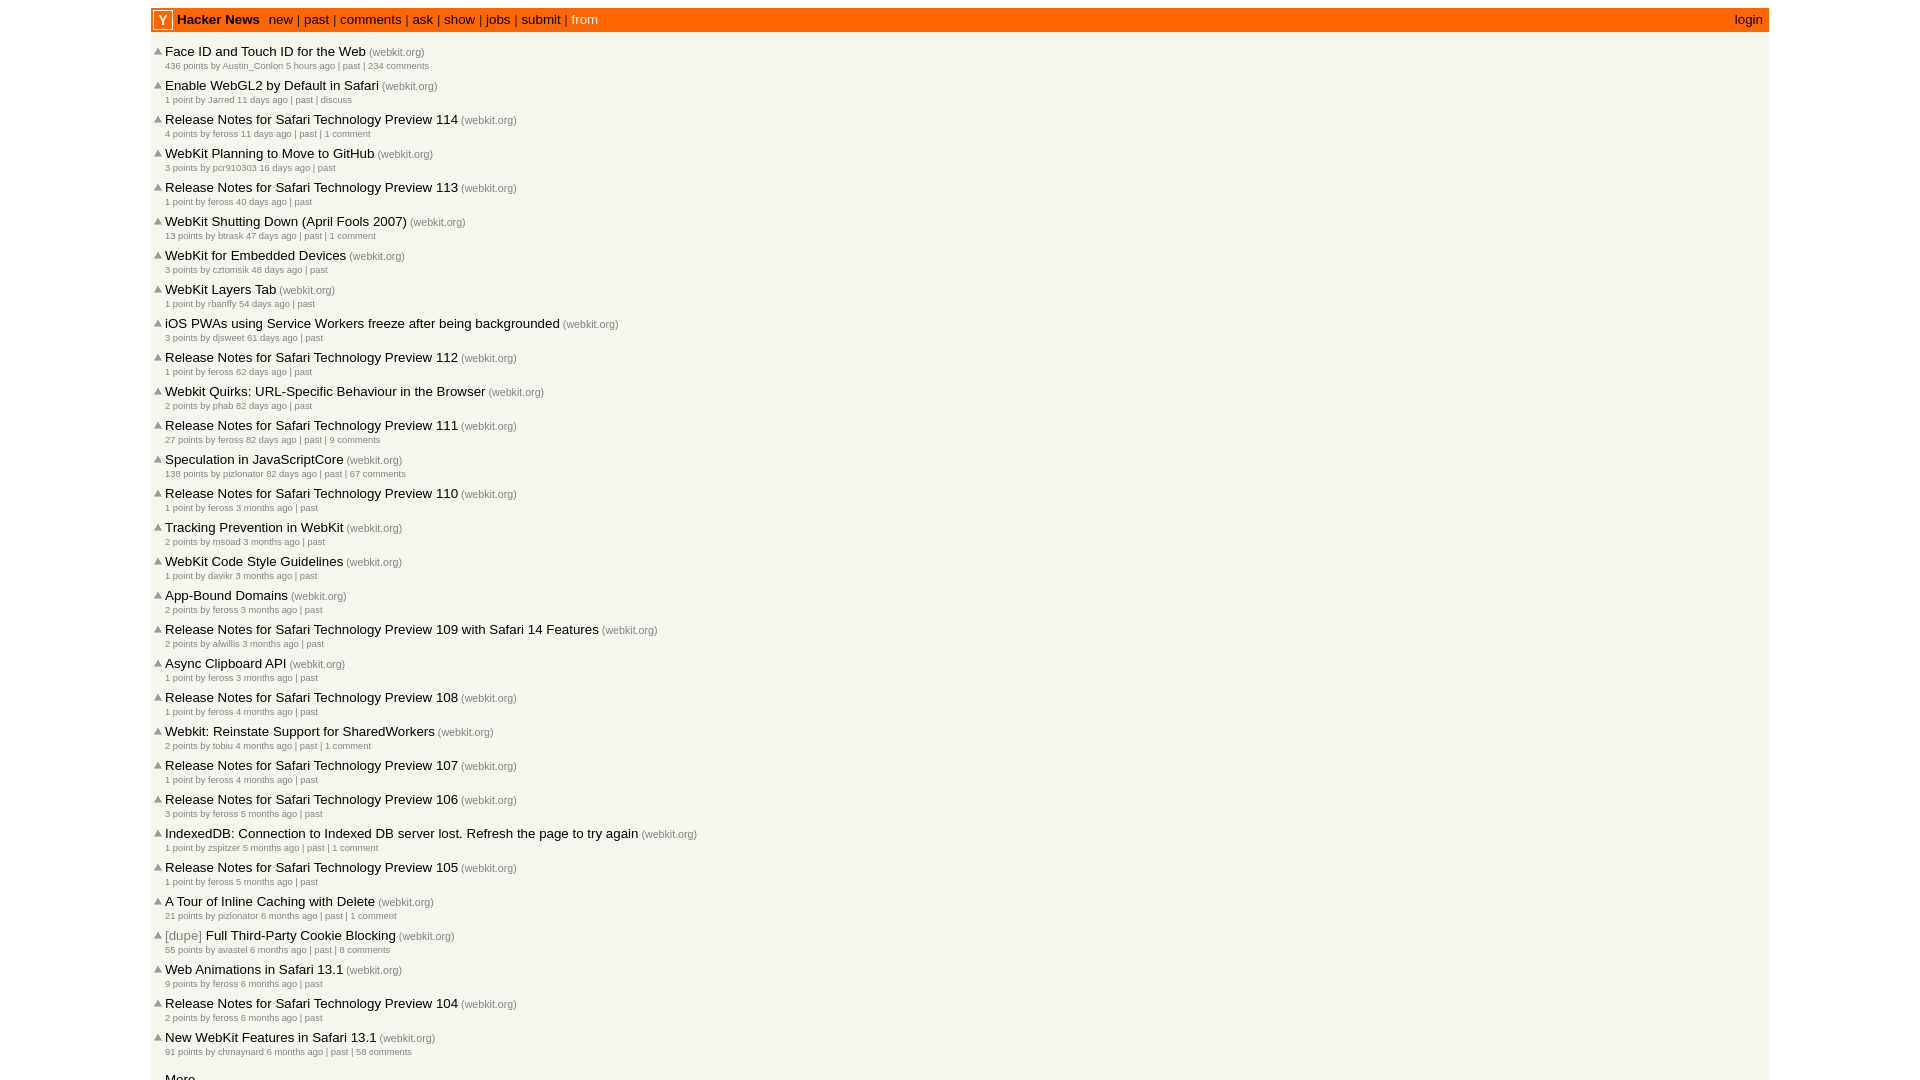 Y Hacker News new | past | comments | ask | show | jobs | submit | from login
Face ID and Touch ID for the Web (webkit.org)
436 points by Austin_Conlon 5 hours ago | past | 234 comments
Enable WebGL2 by Default in Safari (webkit.org)
1 point by Jarred 11 days ago | past | discuss
Release Notes for Safari Technology Preview 114 (webkit.org)
4 points by feross 11 days ago | past | 1 comment
WebKit Planning to Move to GitHub (webkit.org)
3 points by pcr910303 16 days ago | past
Release Notes for Safari Technology Preview 113 (webkit.org)
1 point by feross 40 days ago | past
WebKit Shutting Down (April Fools 2007) (webkit.org)
13 points by btrask 47 days ago | past | 1 comment
WebKit for Embedded Devices (webkit.org)
3 points by cztomsik 48 days ago | past
WebKit Layers Tab (webkit.org)
1 point by rbanffy 54 days ago | past
iOS PWAs using Service Workers freeze after being backgrounded (webkit.org)
3 points by djsweet 61 days ago | past
Release Notes for Safari Technology Preview 112 (webkit.org)
1 point by feross 62 days ago | past
Webkit Quirks: URL-Specific Behaviour in the Browser (webkit.org)
2 points by phab 82 days ago | past
Release Notes for Safari Technology Preview 111 (webkit.org)
27 points by feross 82 days ago | past | 9 comments
Speculation in JavaScriptCore (webkit.org)
138 points by pizlonator 82 days ago | past | 67 comments
Release Notes for Safari Technology Preview 110 (webkit.org)
1 point by feross 3 months ago | past
Tracking Prevention in WebKit (webkit.org)
2 points by msoad 3 months ago | past
WebKit Code Style Guidelines (webkit.org)
1 point by davikr 3 months ago | past
App-Bound Domains (webkit.org)
2 points by feross 3 months ago | past
Release Notes for Safari Technology Preview 109 with Safari 14 Features (webkit.org)
2 points by alwillis 3 months ago | past
Async Clipboard API (webkit.org)
1 point by feross 3 months ago | past
Release Notes for Safari Technology Preview 108 (webkit.org)
1 point by feross 4 months ago | past
Webkit: Reinstate Support for SharedWorkers (webkit.org)
2 points by tobiu 4 months ago | past | 1 comment
Release Notes for Safari Technology Preview 107 (webkit.org)
1 point by feross 4 months ago | past
Release Notes for Safari Technology Preview 106 (webkit.org)
3 points by feross 5 months ago | past
IndexedDB: Connection to Indexed DB server lost. Refresh the page to try again (webkit.org)
1 point by zspitzer 5 months ago | past | 1 comment
Release Notes for Safari Technology Preview 105 (webkit.org)
1 point by feross 5 months ago | past
A Tour of Inline Caching with Delete (webkit.org)
21 points by pizlonator 6 months ago | past | 1 comment
[dupe] Full Third-Party Cookie Blocking (webkit.org)
55 points by avastel 6 months ago | past | 8 comments
Web Animations in Safari 13.1 (webkit.org)
9 points by feross 6 months ago | past
Release Notes for Safari Technology Preview 104 (webkit.org)
2 points by feross 6 months ago | past
New WebKit Features in Safari 13.1 (webkit.org)
91 points by chmaynard 6 months ago | past | 58 comments
More